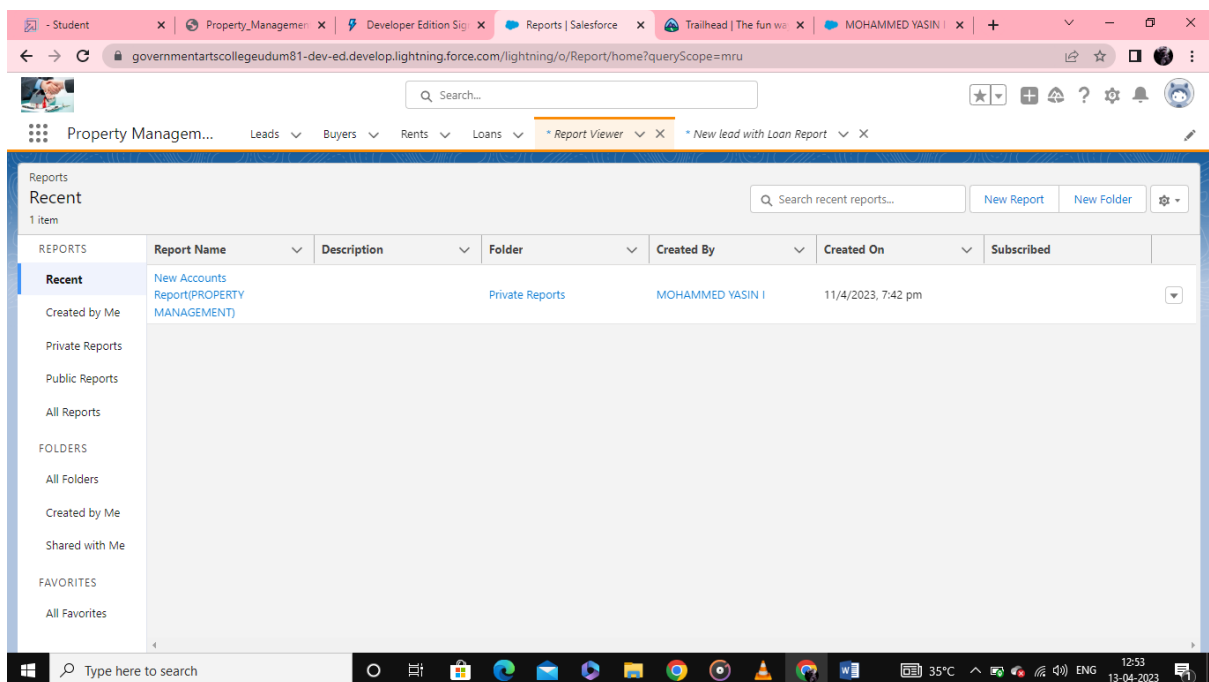 - Student
Property_Managemen
Developer Edition Sig
Reports | Salesforce
Trailhead | The fun wa
MOHAMMED YASIN I
governmentartscollegeudum81-dev-ed.develop.lightning.force.com/lightning/o/Report/home?queryScope=mru
Search...
Property Managem...
Leads
Buyers
Rents
Loans
* Report Viewer
* New lead with Loan Report
Reports
Recent
1 item
Search recent reports...
New Report
New Folder
REPORTS
Report Name
Description
Folder
Created By
Created On
Subscribed
Recent
New Accounts
Report(PROPERTY
MANAGEMENT)
Private Reports
MOHAMMED YASIN I
11/4/2023, 7:42 pm
Created by Me
Private Reports
Public Reports
All Reports
FOLDERS
All Folders
Created by Me
Shared with Me
FAVORITES
All Favorites
Type here to search
35°C
ENG
12:53
13-04-2023
1